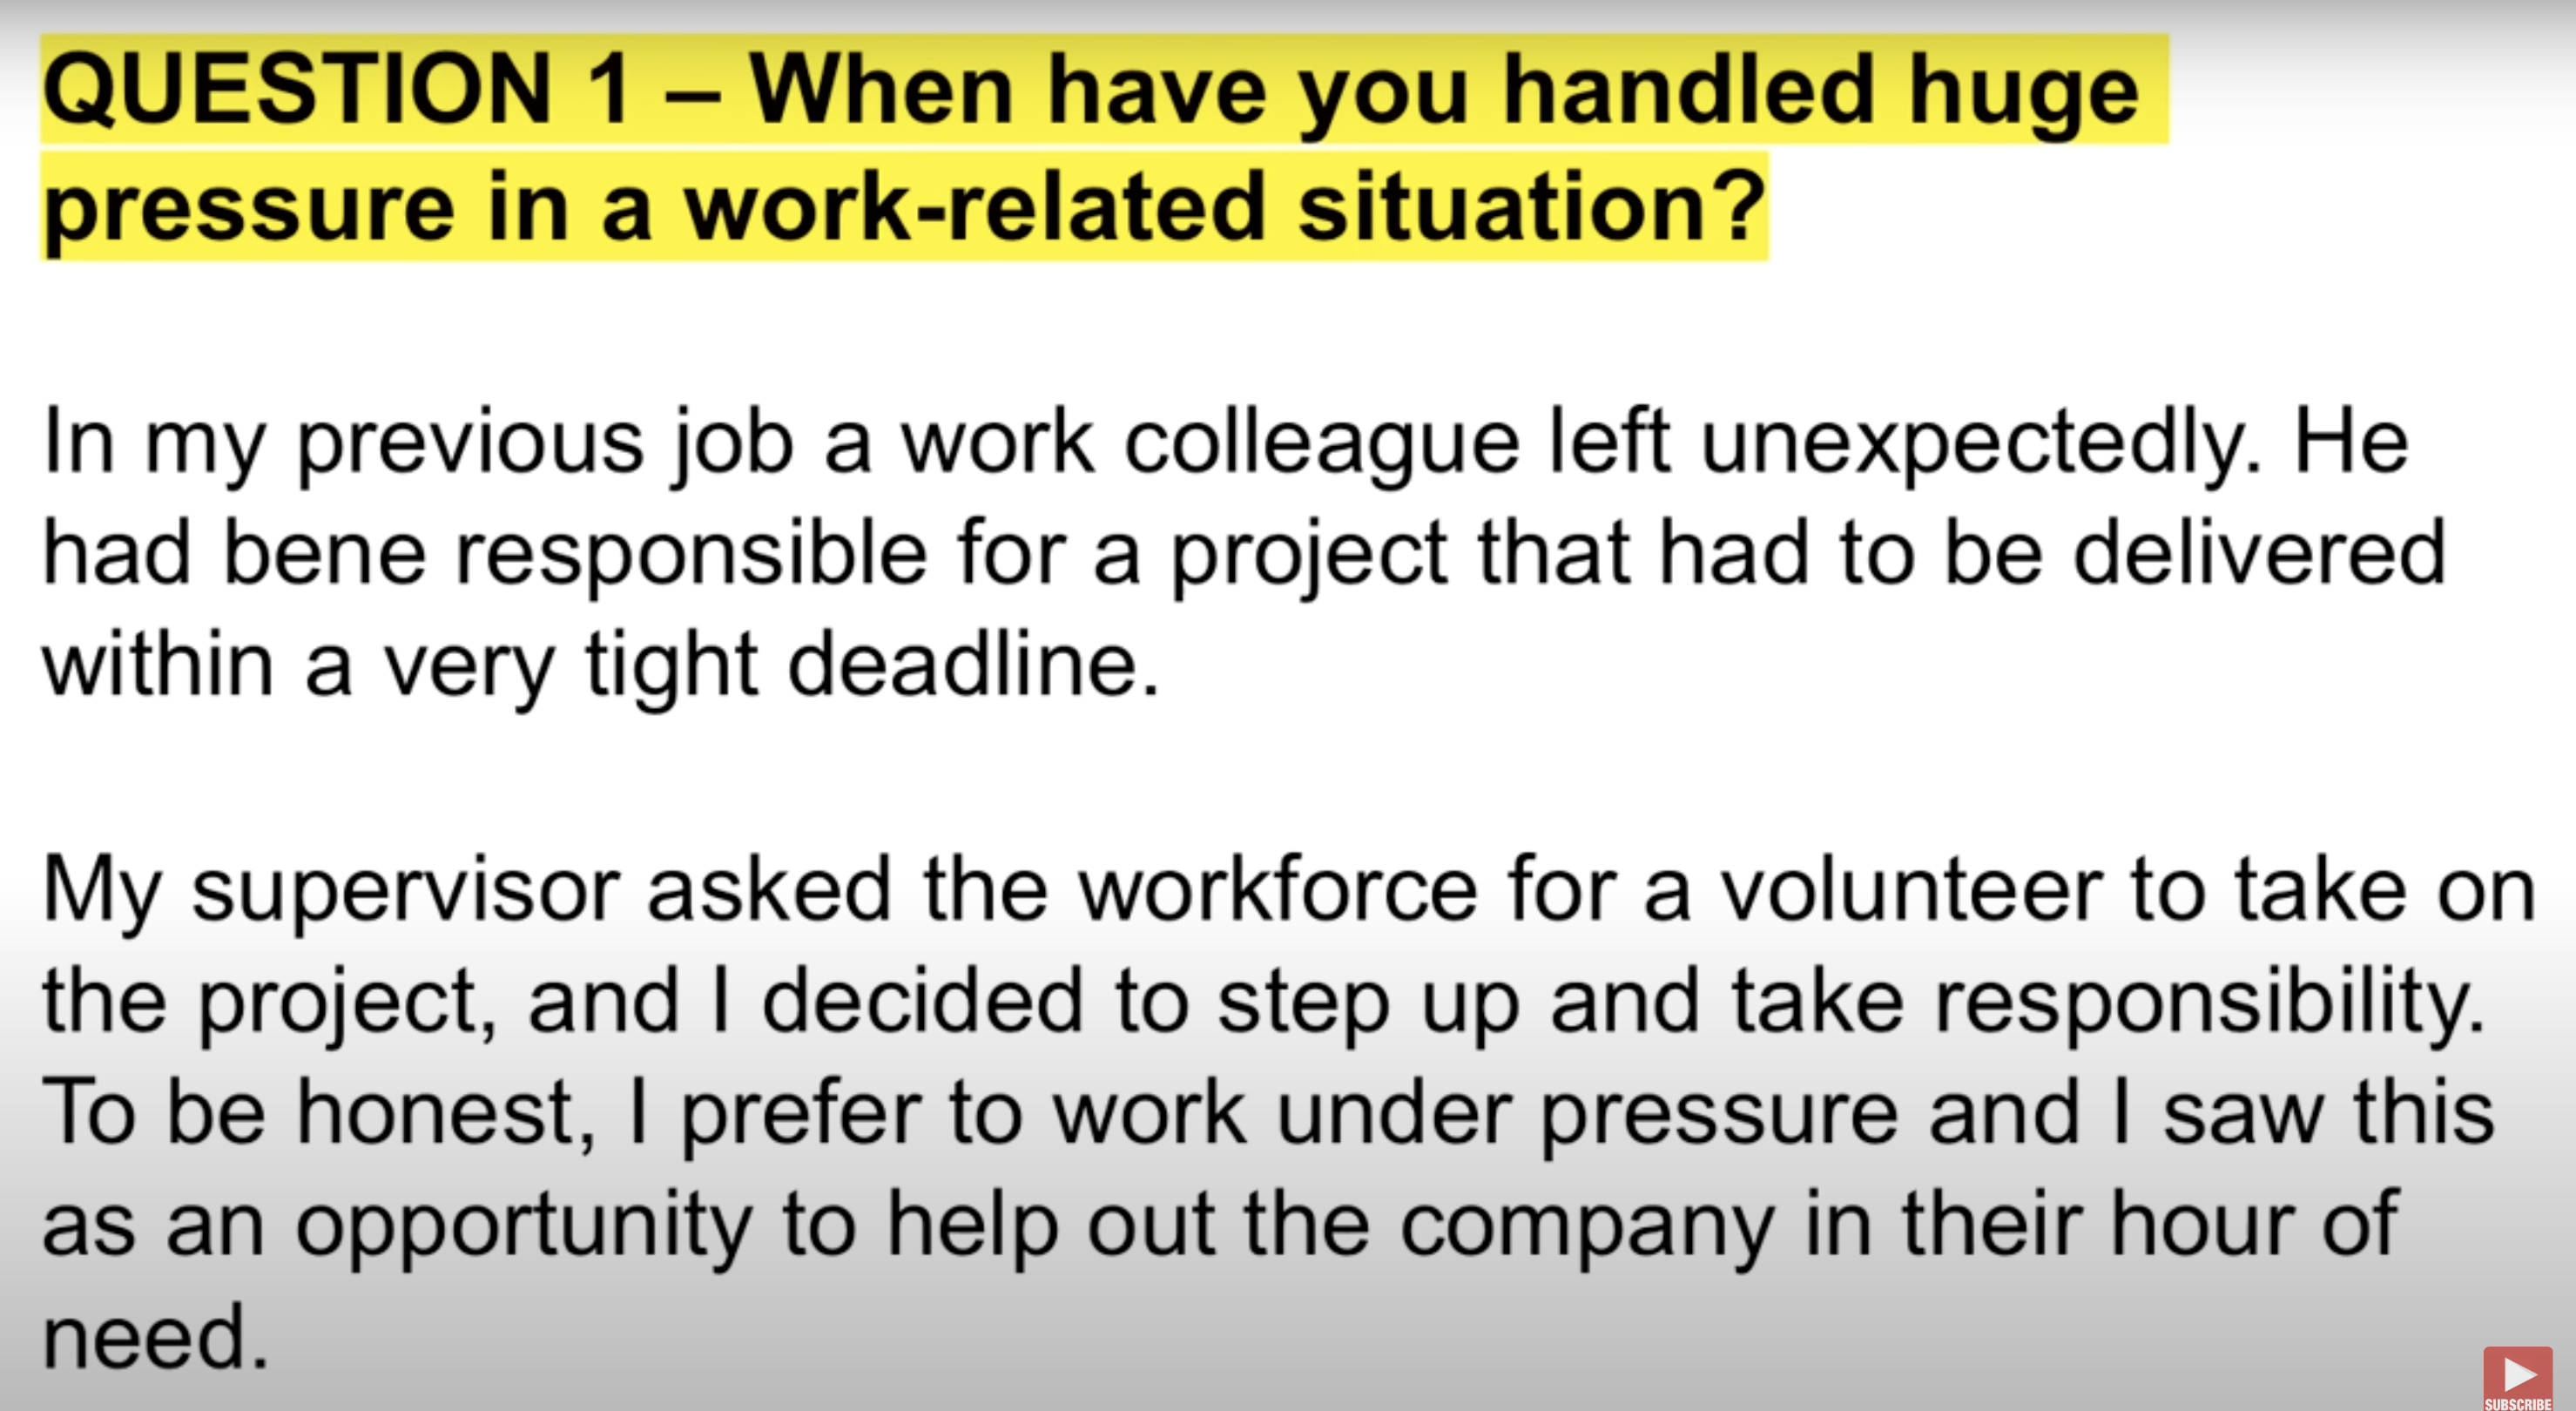 QUESTION 1 – When have you handled huge
pressure in a work-related situation?
In my previous job a work colleague left unexpectedly. He
had bene responsible for a project that had to be delivered
within a very tight deadline.
My supervisor asked the workforce for a volunteer to take on
the project, and I decided to step up and take responsibility.
To be honest, I prefer to work under pressure and I saw this
as an opportunity to help out the company in their hour of
need.
SUBSCRIBE